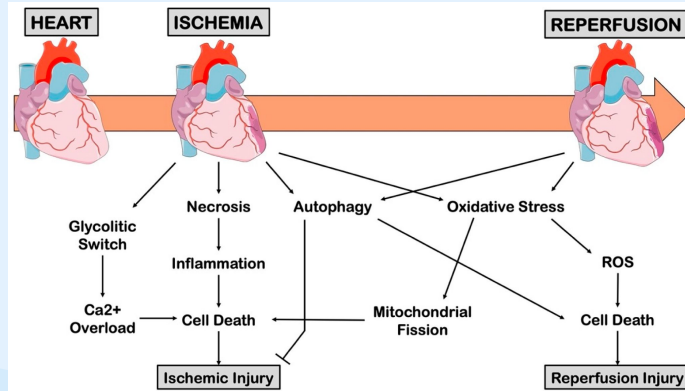 HEART
ISCHEMIA
REPERFUSION
Necrosis
Autophagy
Oxidative Stress
Glycolitic
Switch
Inflammation
ROS
Ca2+
Overload
Cell Death
Mitochondrial
Fission
Cell Death
Ischemic Injury
Reperfusion Injury